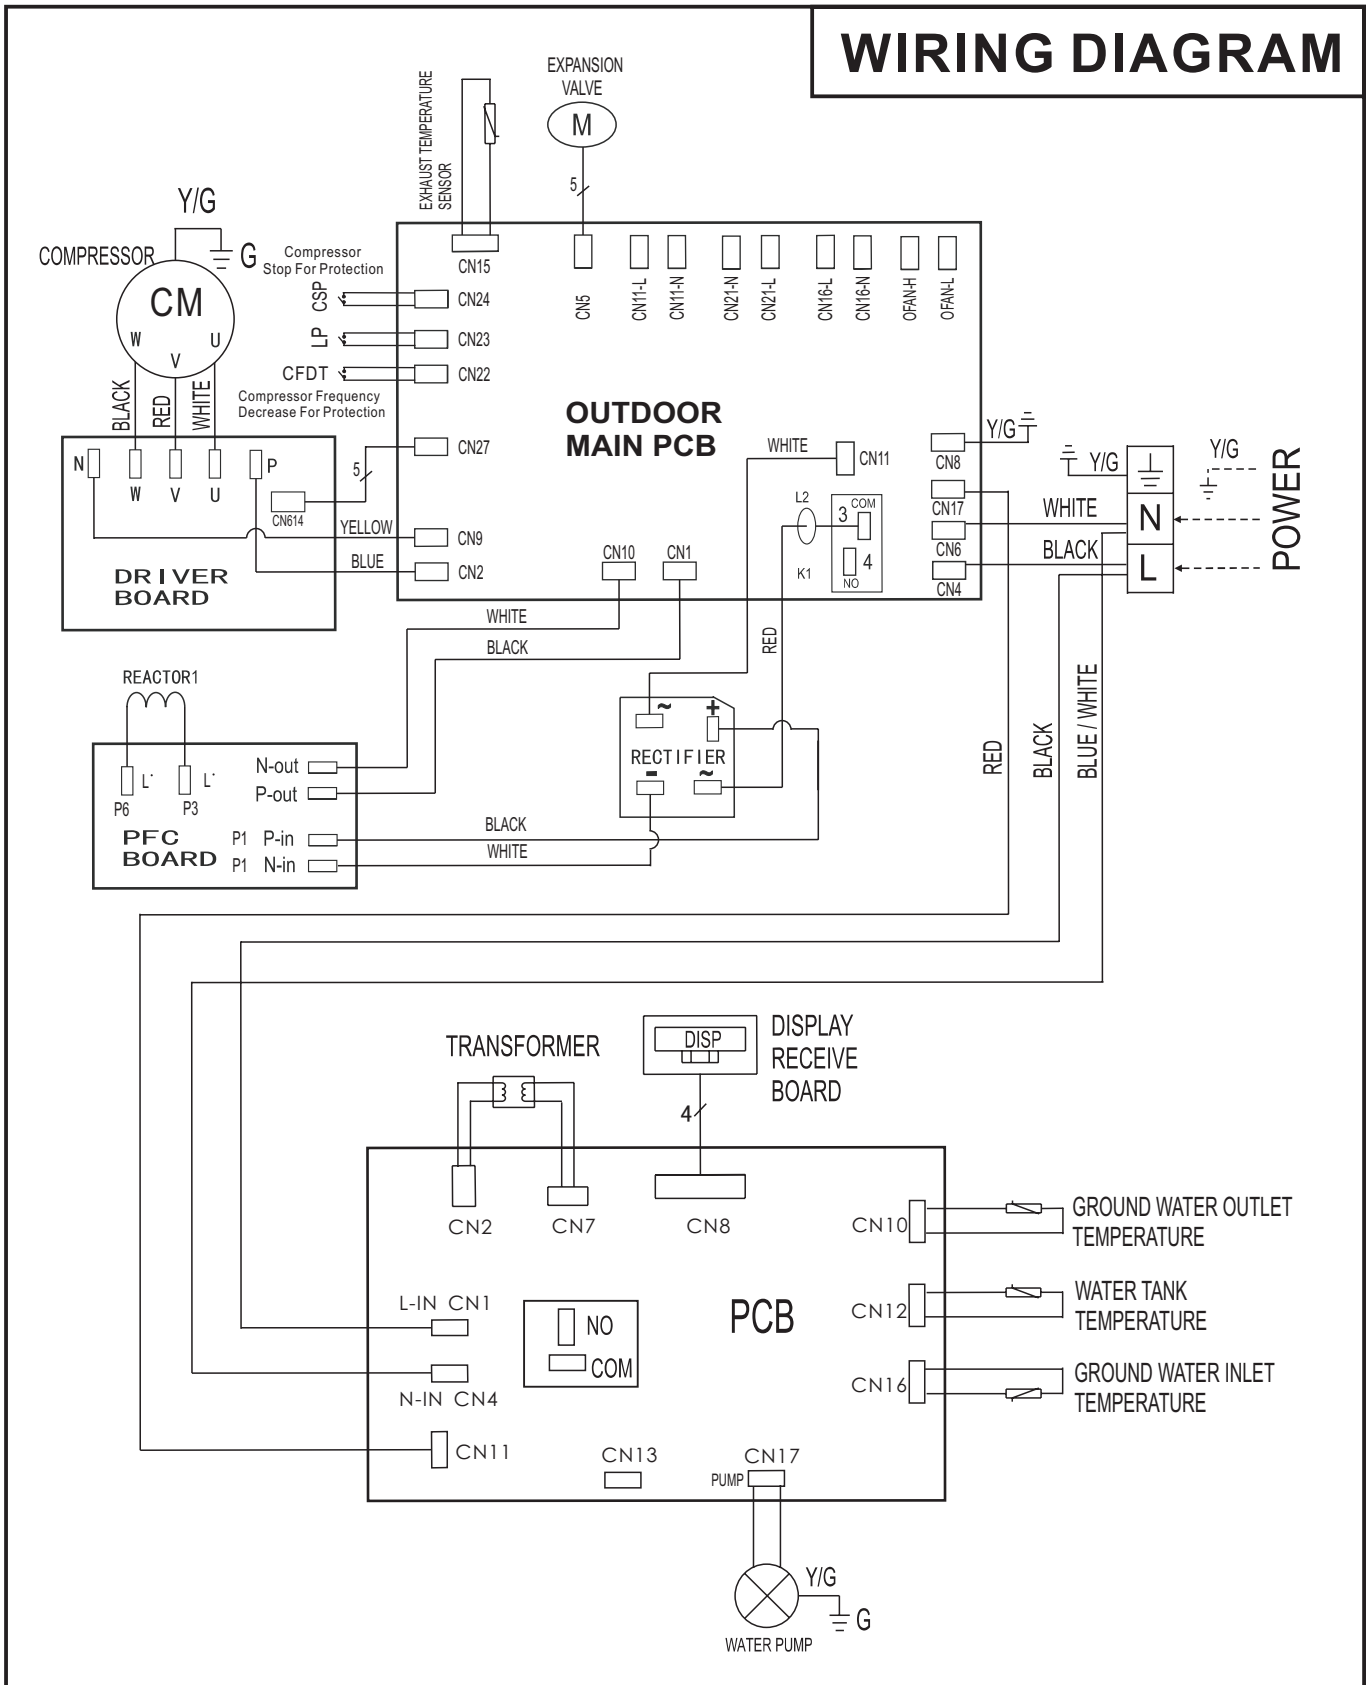 WIRING DIAGRAM
EXHAUST TEMPERATURE
SENSOR
EXPANSION
VALVE
M
5
Y/G
G
COMPRESSOR
CM
W
V
U
BLACK
RED
WHITE
Compressor
Stop For Protection
CSP
LP
CFDT
Compressor Frequency
Decrease For Protection
CN15
CN24
CN23
CN22
CN27
CN9
CN2
CN5
CN11-L
CN11-N
CN21-N
CN21-L
CN16-L
CN16-N
OFAN-H
OFAN-L
OUTDOOR
MAIN PCB
WHITE
CN11
L2
3
COM
K1
4
NO
CN8
CN17
CN6
CN4
CN10
CN1
Y/G
Y/G
Y/G
WHITE
N
BLACK
L
POWER
N
W
V
U
P
CN614
5
YELLOW
BLUE
DRIVER
BOARD
WHITE
BLACK
RED
REACTOR1
L
L
P6
P3
N-out
P-out
P1 P-in
P1 N-in
PFC
BOARD
~
+
RECTIFIER
-
~
BLACK
WHITE
RED
BLACK
BLUE / WHITE
TRANSFORMER
DISP
DISPLAY
RECEIVE
BOARD
4
CN2
CN7
CN8
CN10
GROUND WATER OUTLET
TEMPERATURE
L-IN CN1
NO
COM
PCB
CN12
WATER TANK
TEMPERATURE
N-IN CN4
CN16
GROUND WATER INLET
TEMPERATURE
CN11
CN13
CN17
PUMP
Y/G
G
WATER PUMP